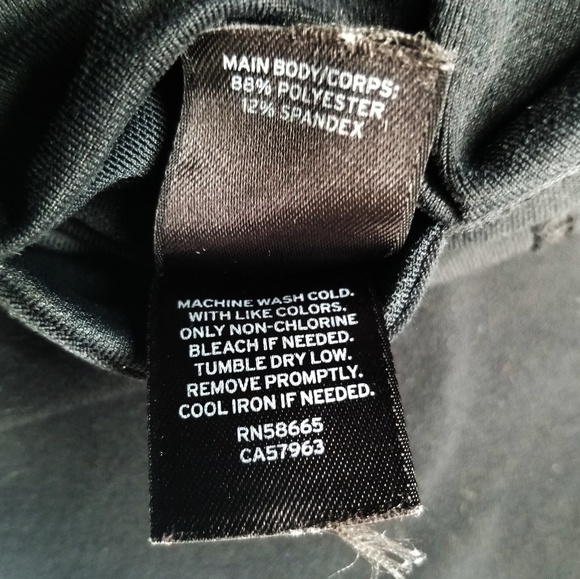 MAIN BODY/CORPS:
88% POLYESTER
12% SPANDEX
MACHINE WASH COLD.
WITH LIKE COLORS.
ONLY NON-CHLORINE
BLEACH IF NEEDED.
TUMBLE DRY LOW.
REMOVE PROMPTLY.
COOL IRON IF NEEDED.
RN58665
CA57963